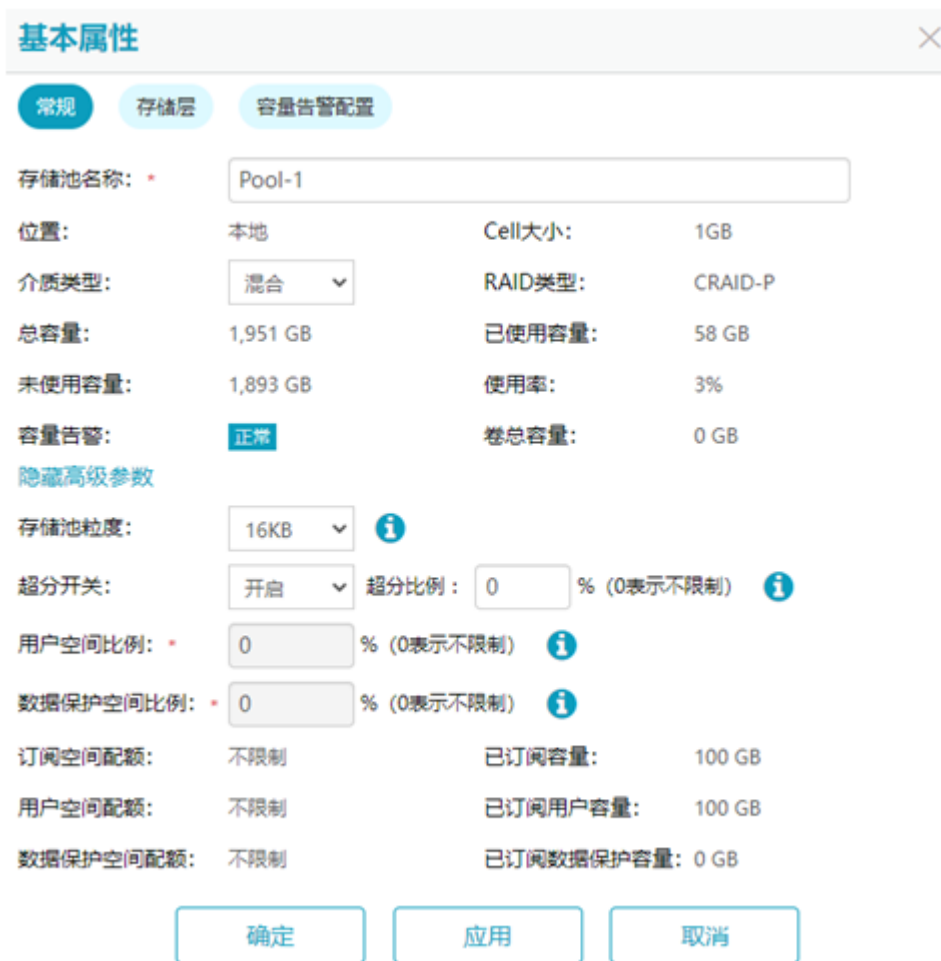 基本属性
常规 存储层 容量告警配置
存储池名称： * Pool-1
位置： 本地 Cell大小： 1GB
介质类型： 混合 RAID类型： CRAID-P
总容量： 1,951 GB 已使用容量： 58 GB
未使用容量： 1,893 GB 使用率： 3%
容量告警： 正常 卷总容量： 0 GB
隐藏高级参数
存储池粒度： 16KB
超分开关： 开启 超分比例： 0 %（0表示不限制）
用户空间比例： * 0 %（0表示不限制）
数据保护空间比例： * 0 %（0表示不限制）
订阅空间配额： 不限制 已订阅容量： 100 GB
用户空间配额： 不限制 已订阅用户容量： 100 GB
数据保护空间配额： 不限制 已订阅数据保护容量： 0 GB
确定 应用 取消